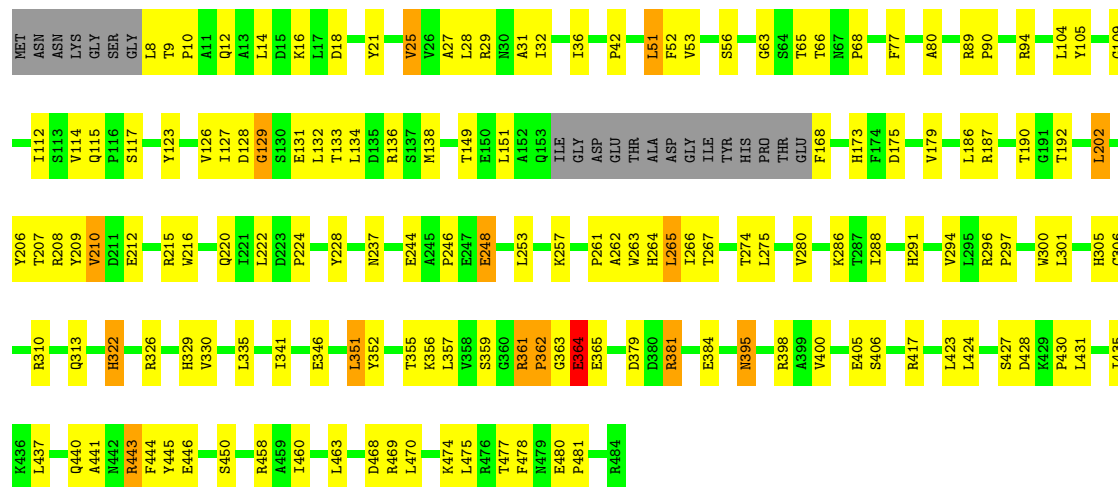 MET ASN ASN LYS GLY SER GLY L8 T9 P10 A11 Q12 A13 L14 D15 K16 L17 D18 Y21 V25 V26 A27 L28 R29 N30 A31 I32 I36 P42 L51 F52 V53 S56 G63 S64 T65 T66 N67 P68 F77 A80 R89 P90 R94 L104 Y105
I112 S113 V114 Q115 P116 S117 Y123 V126 I127 D128 G129 S130 E131 L132 T133 L134 D135 R136 S137 M138 T149 E150 L151 A152 Q153 ILE GLY ASP GLU THR ALA ASP GLY ILE TYR HIS PRO THR GLU F168 H173 F174 D175 V179 L186 R187 T190 G191 T192 L202
Y206 T207 R208 Y209 V210 D211 E212 R215 W216 Q220 I221 L222 D223 P224 Y228 N237 E244 A245 P246 E247 E248 L253 K257 P261 A262 W263 H264 L265 I266 T267 T274 L275 V280 K286 T287 I288 H291 V294 L295 R296 P297 W300 L301 H305
R310 Q313 H322 R326 H329 V330 L335 I341 E346 L351 Y352 T355 K356 L357 V358 S359 G360 R361 P362 G363 E364 E365 D379 D380 R381 E384 N395 R398 A399 V400 E405 S406 R417 L423 L424 S427 D428 K429 P430 L431
K436 L437 Q440 A441 N442 R443 F444 Y445 E446 S450 R458 A459 I460 L463 D468 R469 L470 K474 L475 R476 T477 F478 N479 E480 P481 R484